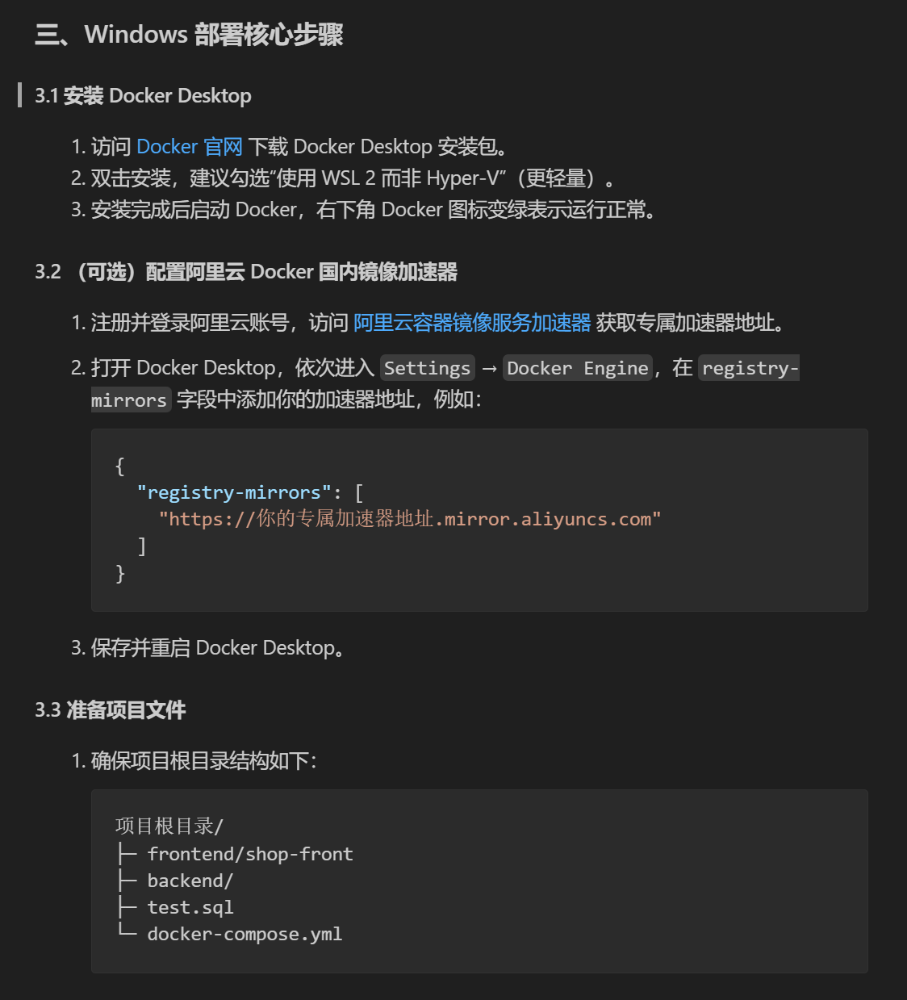 三、Windows 部署核心步骤
3.1 安装 Docker Desktop
1. 访问 Docker 官网 下载 Docker Desktop 安装包。
2. 双击安装，建议勾选“使用 WSL 2 而非 Hyper-V”（更轻量）。
3. 安装完成后启动 Docker，右下角 Docker 图标变绿表示运行正常。
3.2 （可选）配置阿里云 Docker 国内镜像加速器
1. 注册并登录阿里云账号，访问 阿里云容器镜像服务加速器 获取专属加速器地址。
2. 打开 Docker Desktop，依次进入 Settings → Docker Engine，在 registry-
mirrors 字段中添加你的加速器地址，例如：
{
"registry-mirrors": [
"https://你的专属加速器地址.mirror.aliyuncs.com"
]
}
3. 保存并重启 Docker Desktop。
3.3 准备项目文件
1. 确保项目根目录结构如下：
项目根目录/
├─ frontend/shop-front
├─ backend/
├─ test.sql
└─ docker-compose.yml